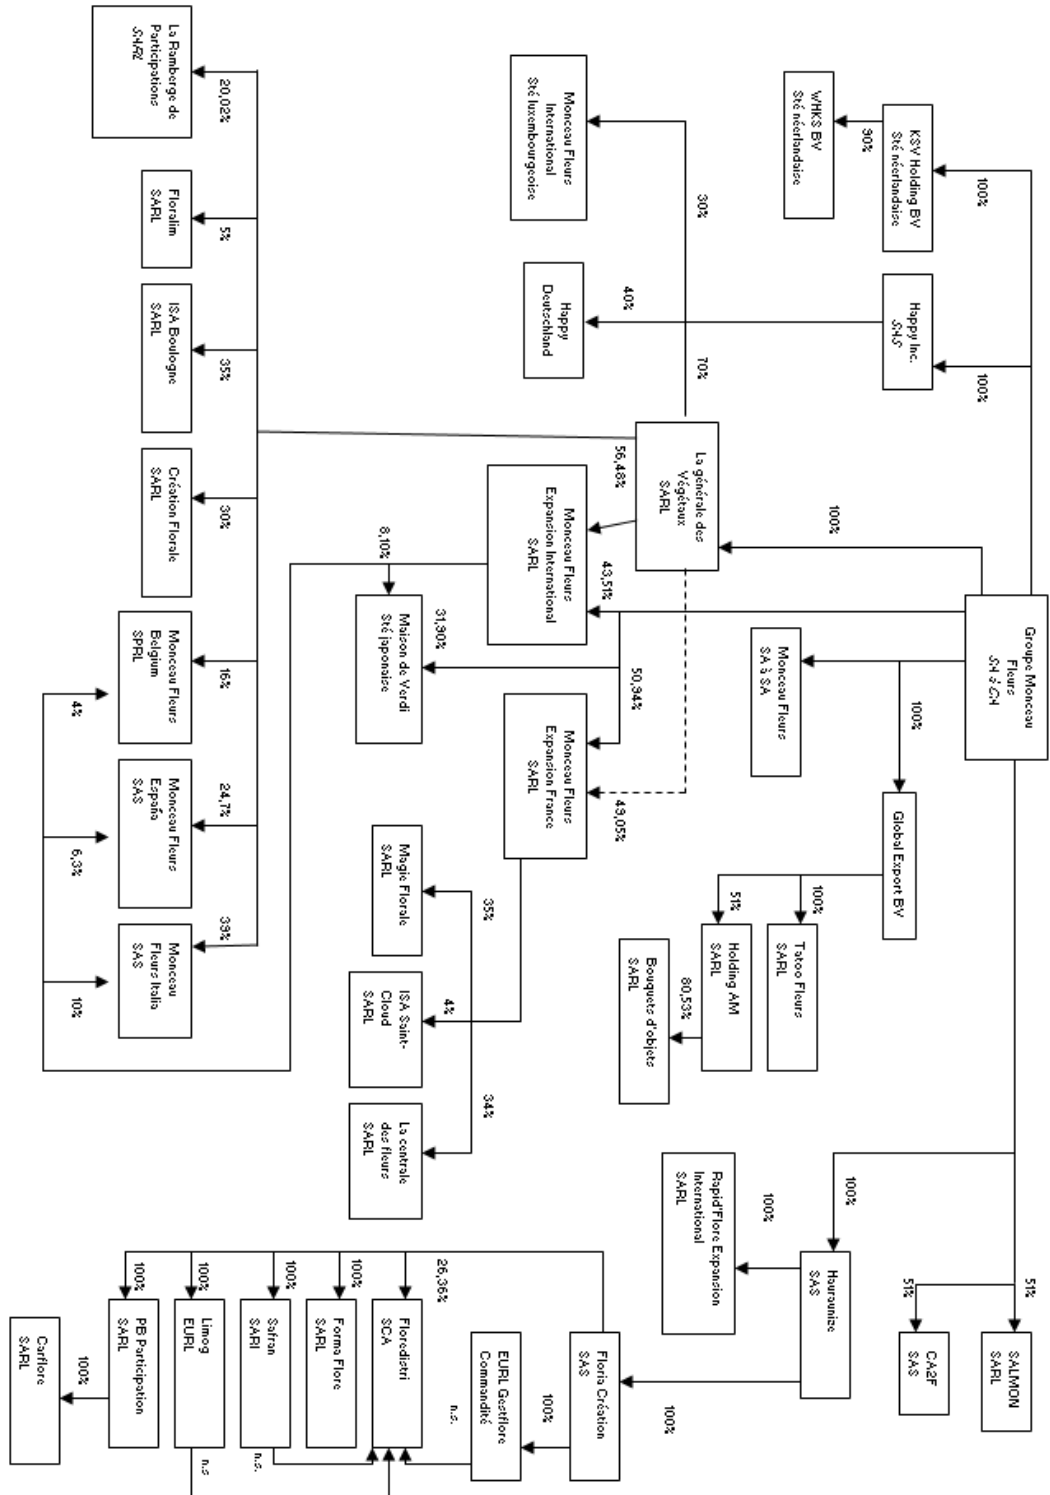 Groupe Monceau
Fleurs
SA à CA
100%
100%
KSV Holding BV
Sté néerlandaise
90%
WHKS BV
Sté néerlandaise
100%
Happy Inc.
SAS
40%
Happy
Deutschland
30%
70%
Monceau Fleurs
International
Sté luxembourgeoise
La générale des
Végétaux
SARL
56,48%
43,51%
Monceau Fleurs
Expansion International
SARL
8,10%
31,90%
Maison de Verdi
Sté japonaise
50,94%
49,05%
Monceau Fleurs
Expansion France
SARL
Monceau Fleurs
SA à SA
100%
Global Export BV
100%
Tatoo Fleurs
SARL
51%
Holding AM
SARL
80,53%
Bouquets d'objets
SARL
35%
Magie Florale
SARL
4%
ISA Saint-
Cloud
SARL
34%
La centrale
des fleurs
SARL
20,02%
La Ramberge de
Participations
SARL
5%
Floralim
SARL
35%
ISA Boulogne
SARL
30%
Création Florale
SARL
16%
Monceau Fleurs
Belgium
SPRL
4%
24,7%
Monceau Fleurs
España
SAS
6,3%
39%
Monceau
Fleurs Italia
SAS
10%
51%
SALMON
SARL
51%
CA2F
SAS
100%
Hauraunize
SAS
100%
Rapid'Flore Expansion
International
SARL
100%
Floria Création
SAS
100%
EURL Gestflore
Commandité
n.s.
26,36%
Floredistri
SCA
100%
Forma Flore
SARL
100%
Safran
SARL
n.s.
100%
Limog
EURL
n.s
100%
PB Participation
SARL
100%
Carflore
SARL